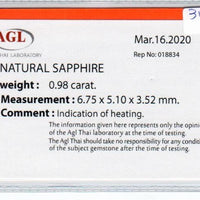 AGL
THAI LABORATORY
Mar.16.2020
Rep No: 018834
NATURAL SAPPHIRE
weight : 0.98 carat.
Measurement : 6.75 x 5.10 x 3.52 mm.
Comment : Indication of heating.
The information given here represents only the opinion
of the Agl Thai laboratory at the time of testing.
The Agl Thai should take no responsibility for any condition
of the subject gemstone after the time of testing.